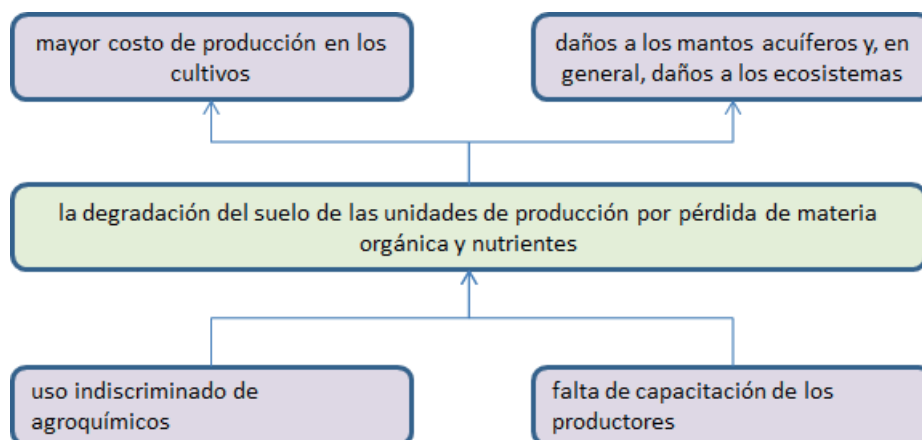 mayor costo de producción en los
cultivos
daños a los mantos acuíferos y, en
general, daños a los ecosistemas
la degradación del suelo de las unidades de producción por pérdida de materia
orgánica y nutrientes
uso indiscriminado de
agroquímicos
falta de capacitación de los
productores